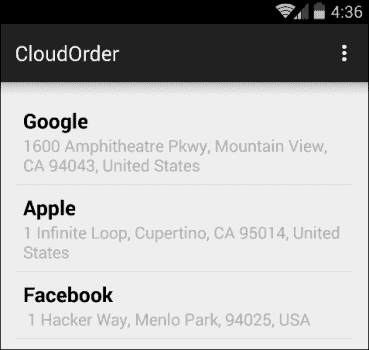 4:36
CloudOrder
Google
1600 Amphitheatre Pkwy, Mountain View,
CA 94043, United States
Apple
1 Infinite Loop, Cupertino, CA 95014, United
States
Facebook
1 Hacker Way, Menlo Park, 94025, USA